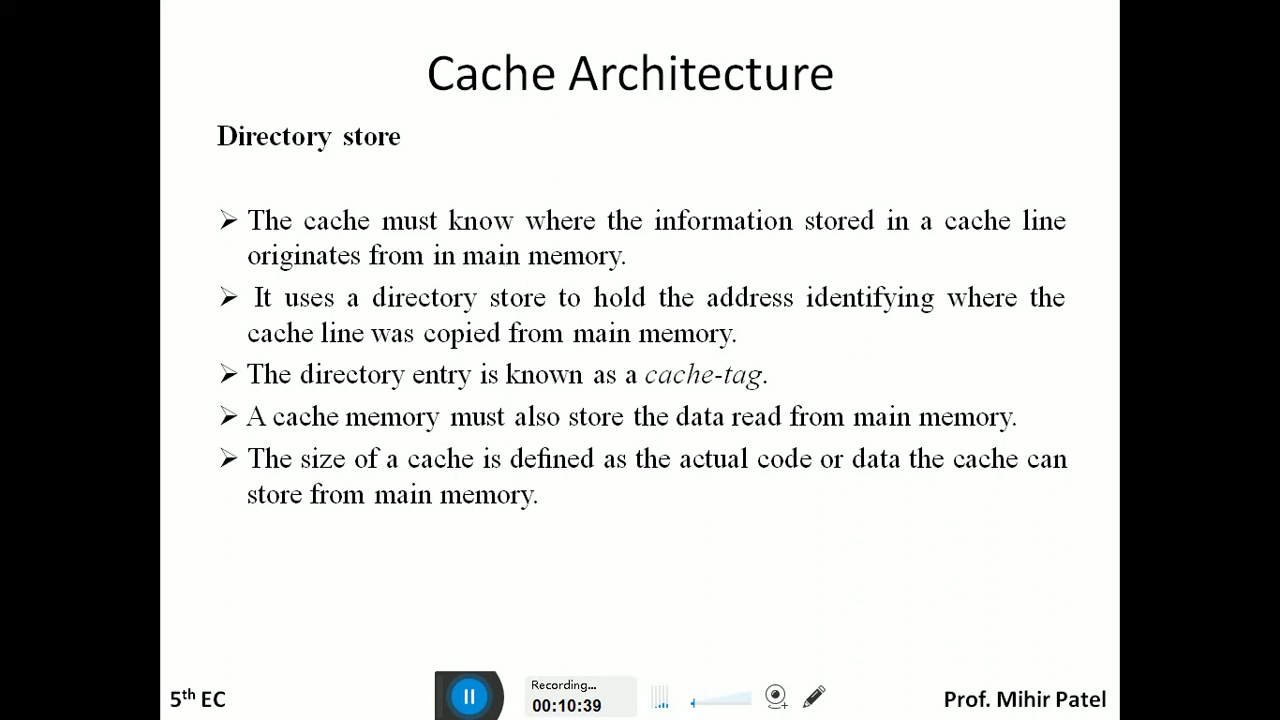 Cache Architecture
Directory store
➢ The cache must know where the information stored in a cache line
originates from in main memory.
➢ It uses a directory store to hold the address identifying where the
cache line was copied from main memory.
➢ The directory entry is known as a cache-tag.
➢ A cache memory must also store the data read from main memory.
➢ The size of a cache is defined as the actual code or data the cache can
store from main memory.
5th EC
Recording...
00:10:39
Prof. Mihir Patel